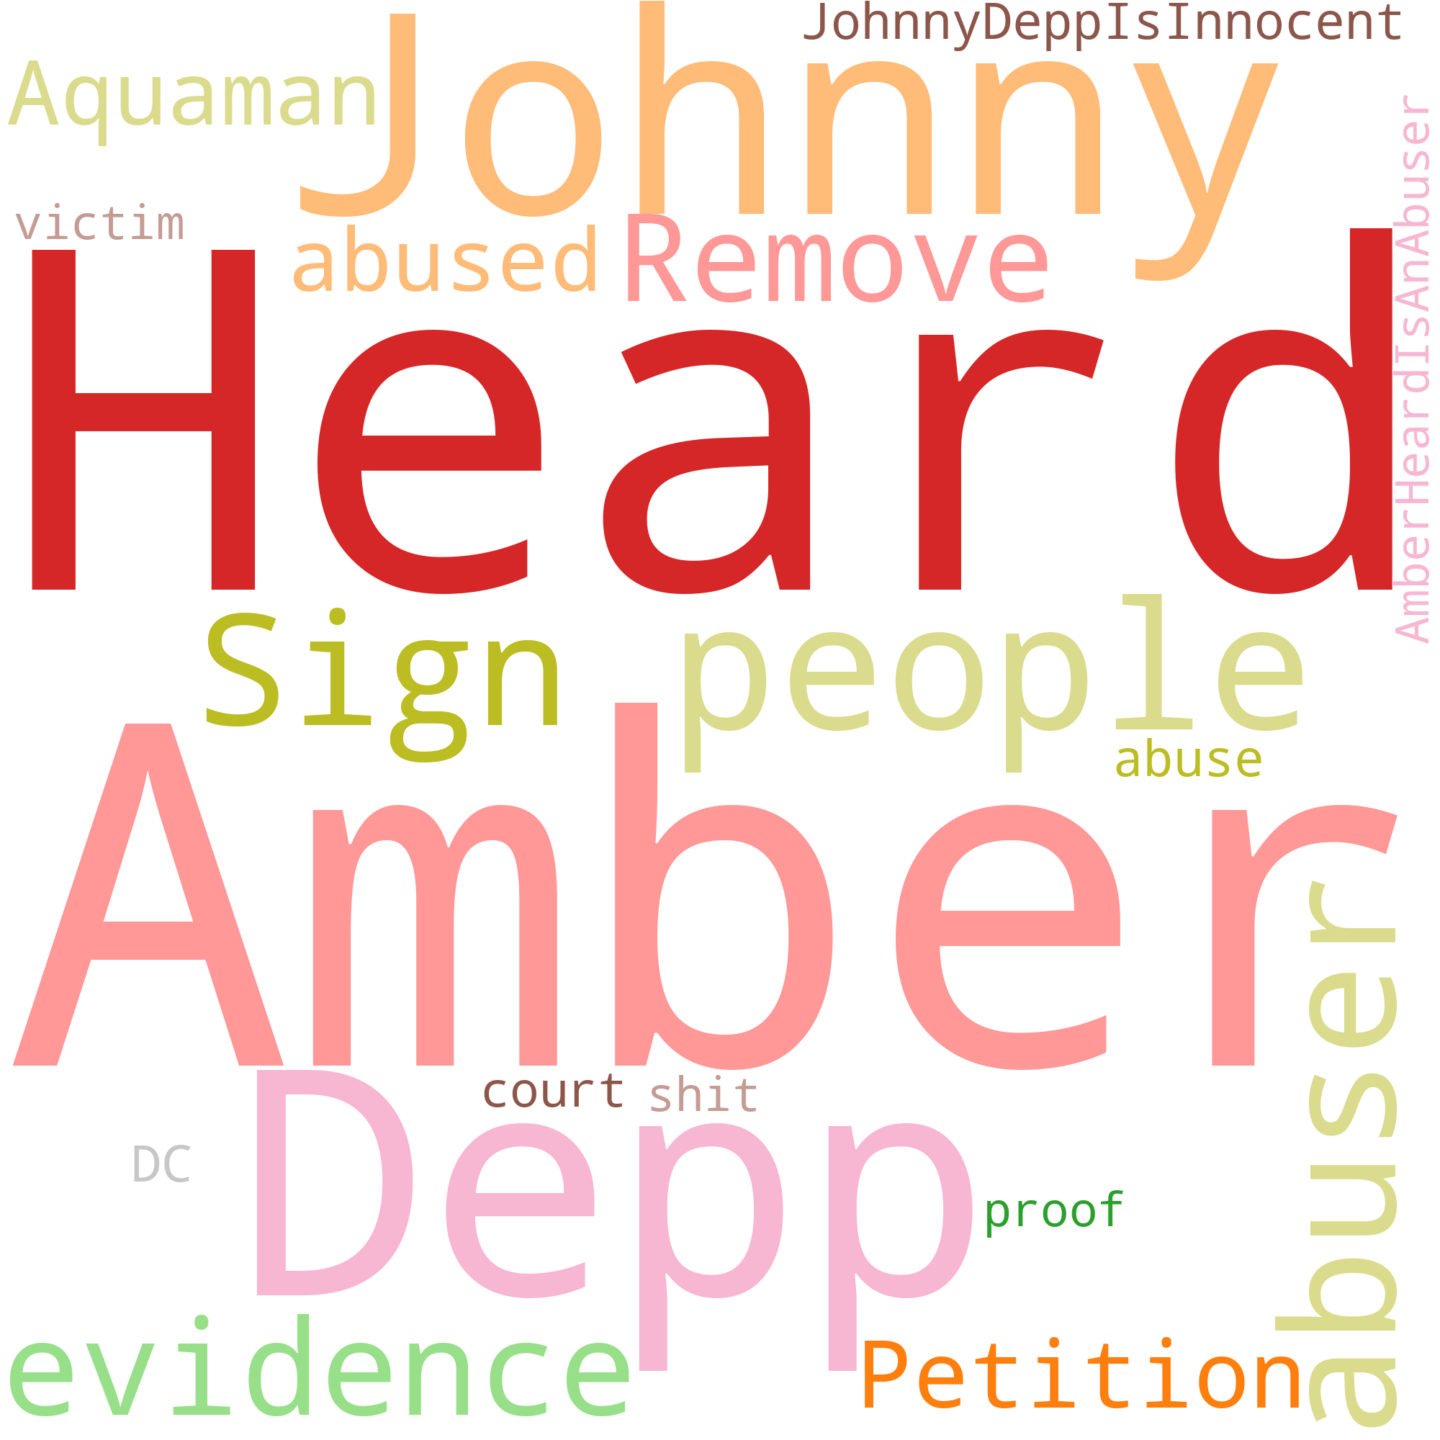 JohnnyDeppIsInnocent
Johnny
Aquaman
AmberHeardIsAnAbuser
victim
abused
Remove
Heard
Sign
people
abuse
Amber
abuser
Depp
court
shit
DC
proof
evidence
Petition